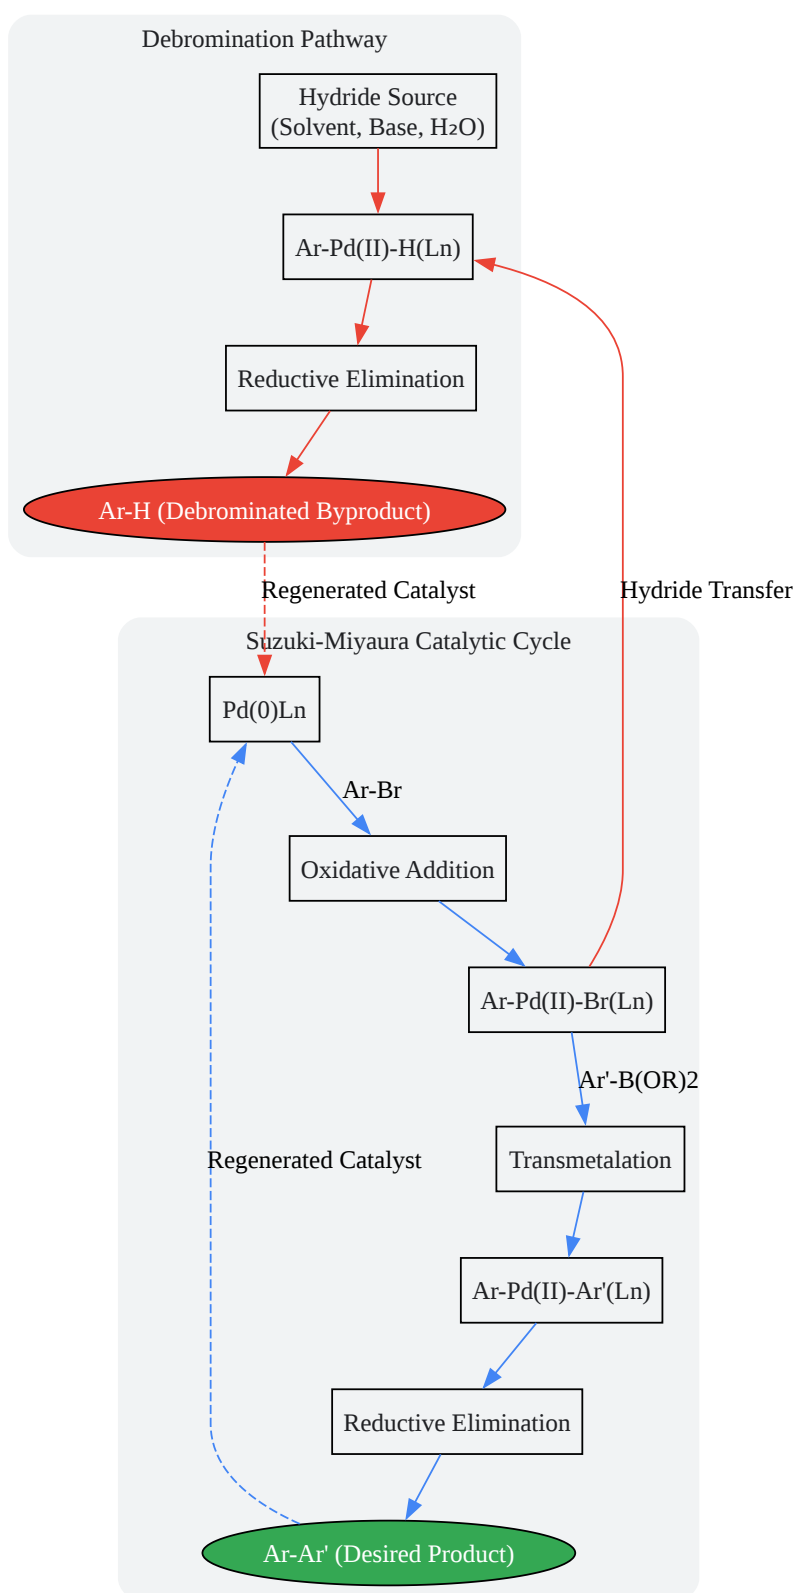 Debromination Pathway
Hydride Source
(Solvent, Base, H₂O)
Ar-Pd(II)-H(Ln)
Reductive Elimination
Ar-H (Debrominated Byproduct)
Regenerated Catalyst
Hydride Transfer
Suzuki-Miyaura Catalytic Cycle
Pd(0)Ln
Ar-Br
Oxidative Addition
Ar-Pd(II)-Br(Ln)
Ar'-B(OR)2
Transmetalation
Regenerated Catalyst
Ar-Pd(II)-Ar'(Ln)
Reductive Elimination
Ar-Ar' (Desired Product)